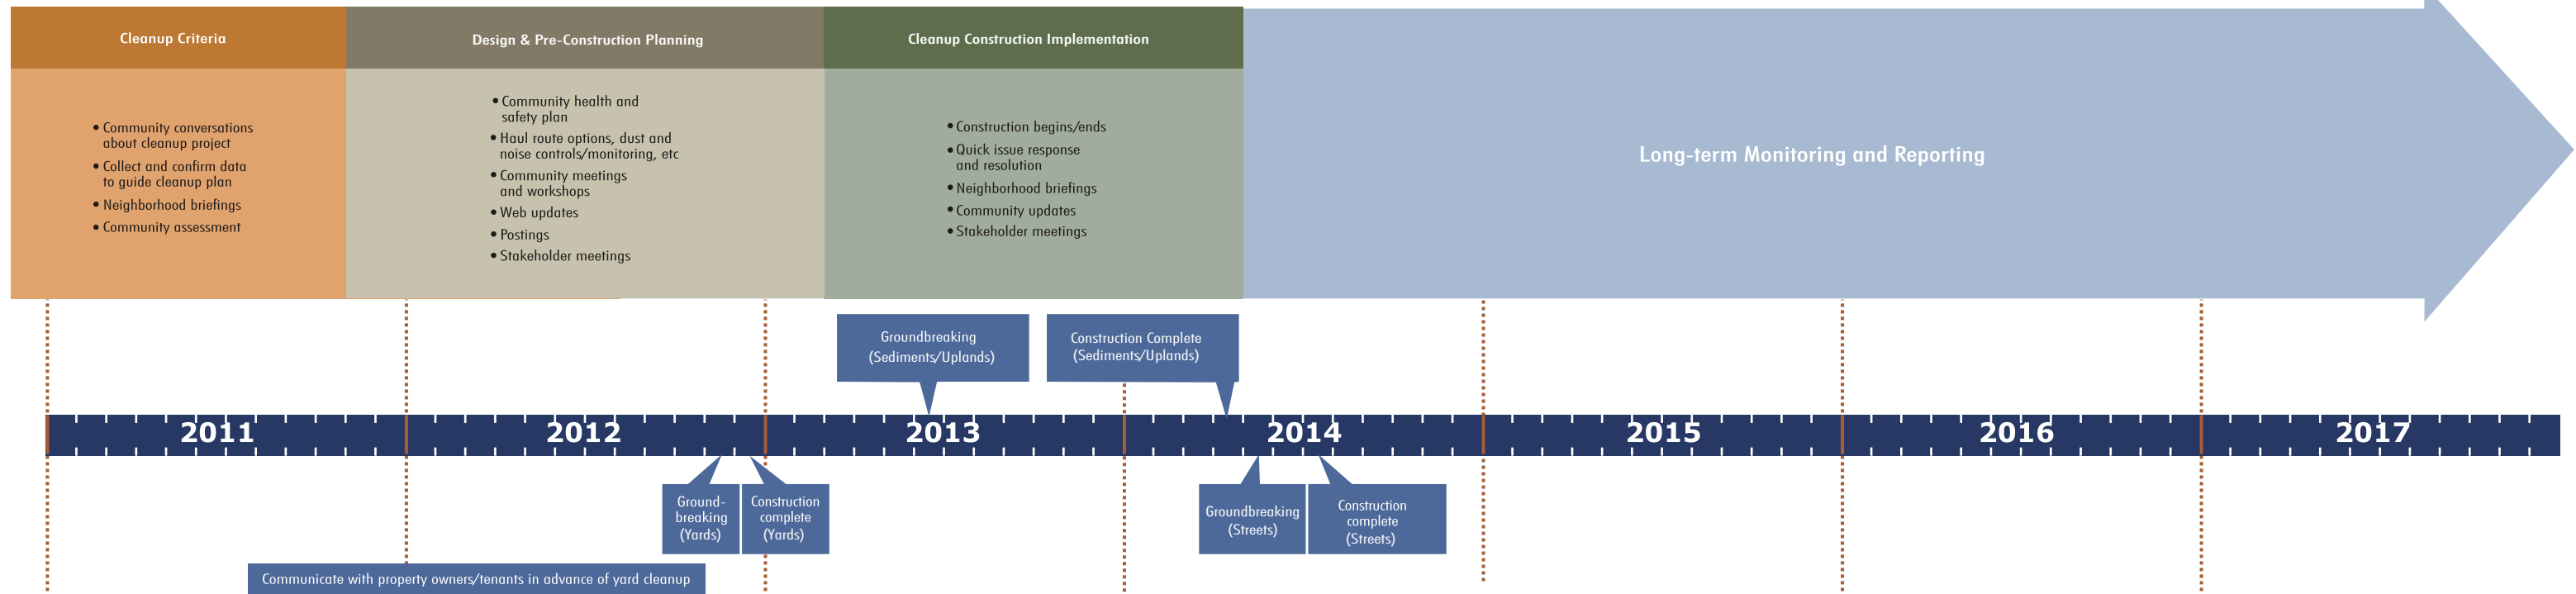 Cleanup Criteria
• Community conversations
about cleanup project
• Collect and confirm data
to guide cleanup plan
• Neighborhood briefings
• Community assessment
Design & Pre-Construction Planning
• Community health and
safety plan
• Haul route options, dust and
noise controls/monitoring, etc
• Community meetings
and workshops
• Web updates
• Postings
• Stakeholder meetings
Cleanup Construction Implementation
• Construction begins/ends
• Quick issue response
and resolution
• Neighborhood briefings
• Community updates
• Stakeholder meetings
Long-term Monitoring and Reporting
Groundbreaking
(Sediments/Uplands)
Construction Complete
(Sediments/Uplands)
2011
2012
2013
2014
2015
2016
2017
Ground-
breaking
(Yards)
Construction
complete
(Yards)
Groundbreaking
(Streets)
Construction
complete
(Streets)
Communicate with property owners/tenants in advance of yard cleanup